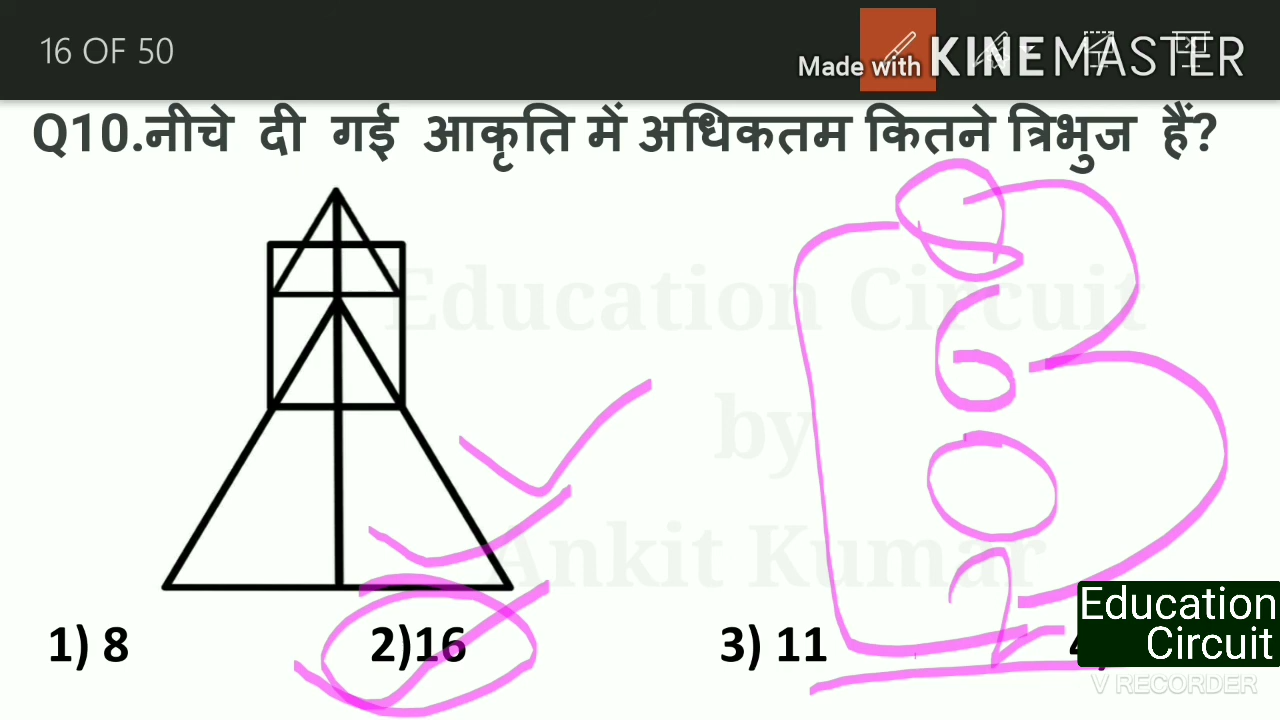 16 OF 50
Made with KINEMASTER
Q10.नीचे दी गई आकृति में अधिकतम कितने त्रिभुज हैं?
Education Circuit
by
Ankit Kumar
1) 8 2)16 3) 11
Education
Circuit
V RECORDER